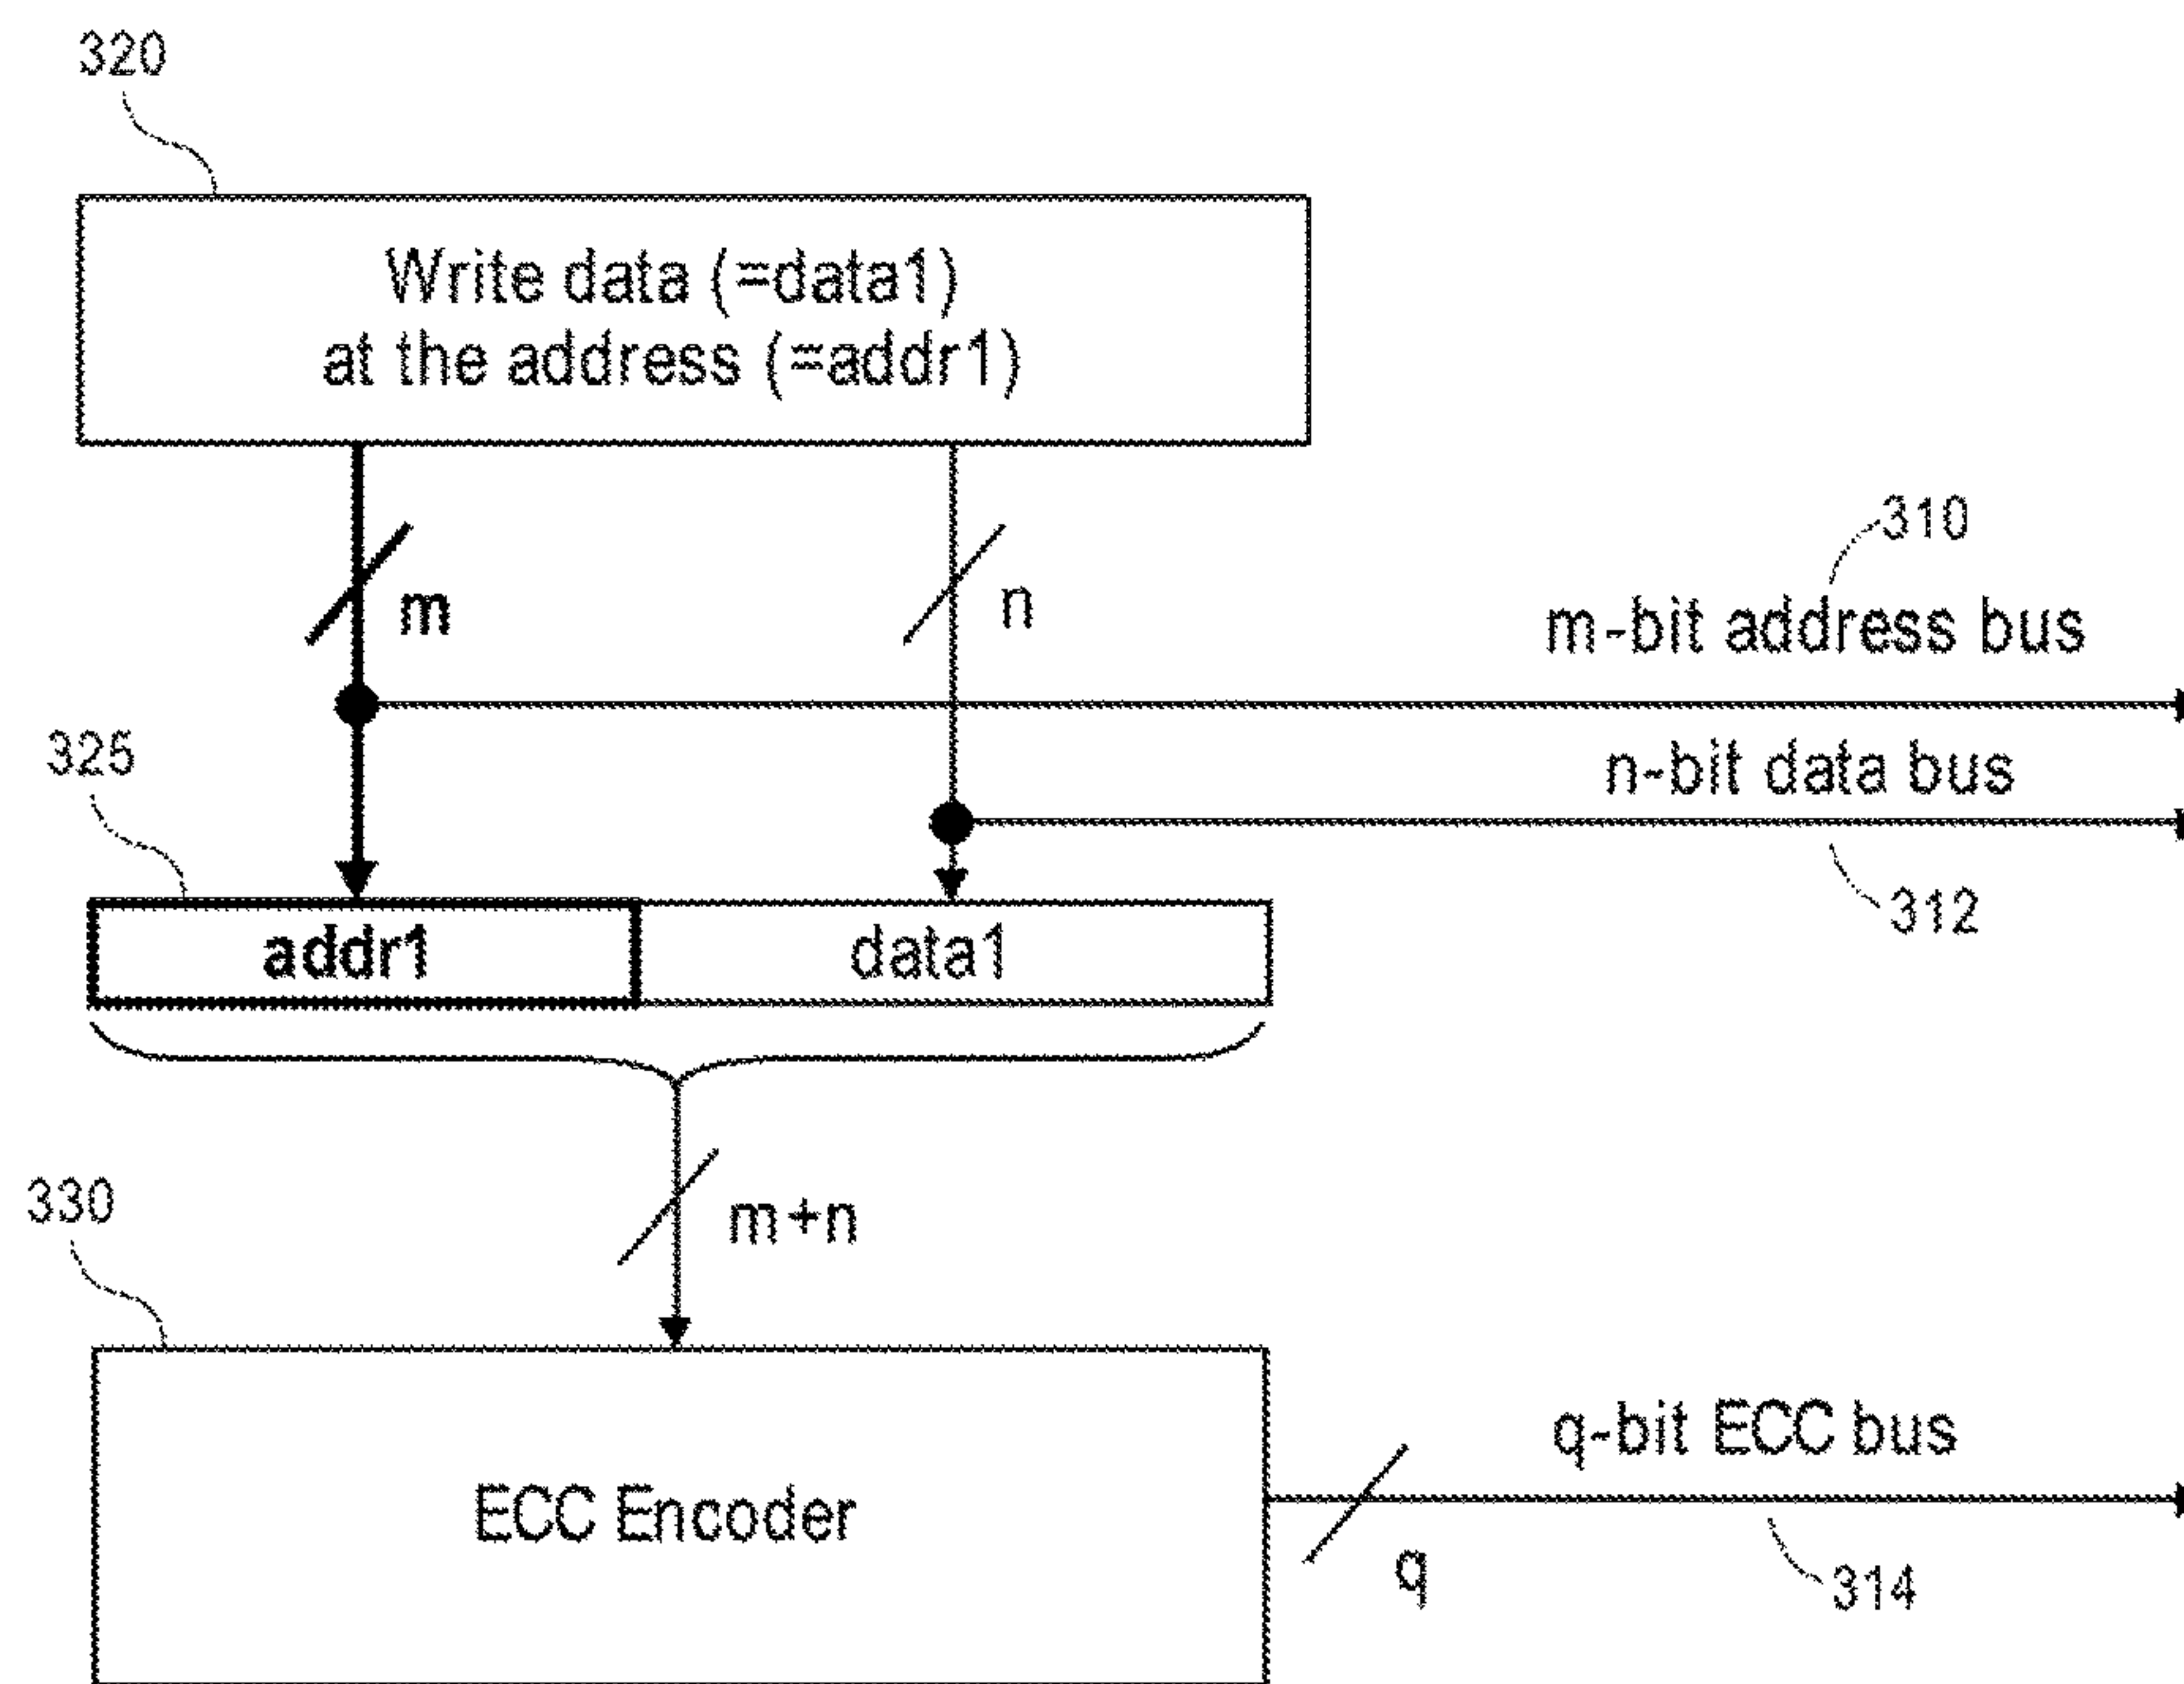 320
Write data (=data1)
at the address (=addr1)
310
m
n
m-bit address bus
325
n-bit data bus
312
addr1
data1
330
m+n
q-bit ECC bus
ECC Encoder
q
314